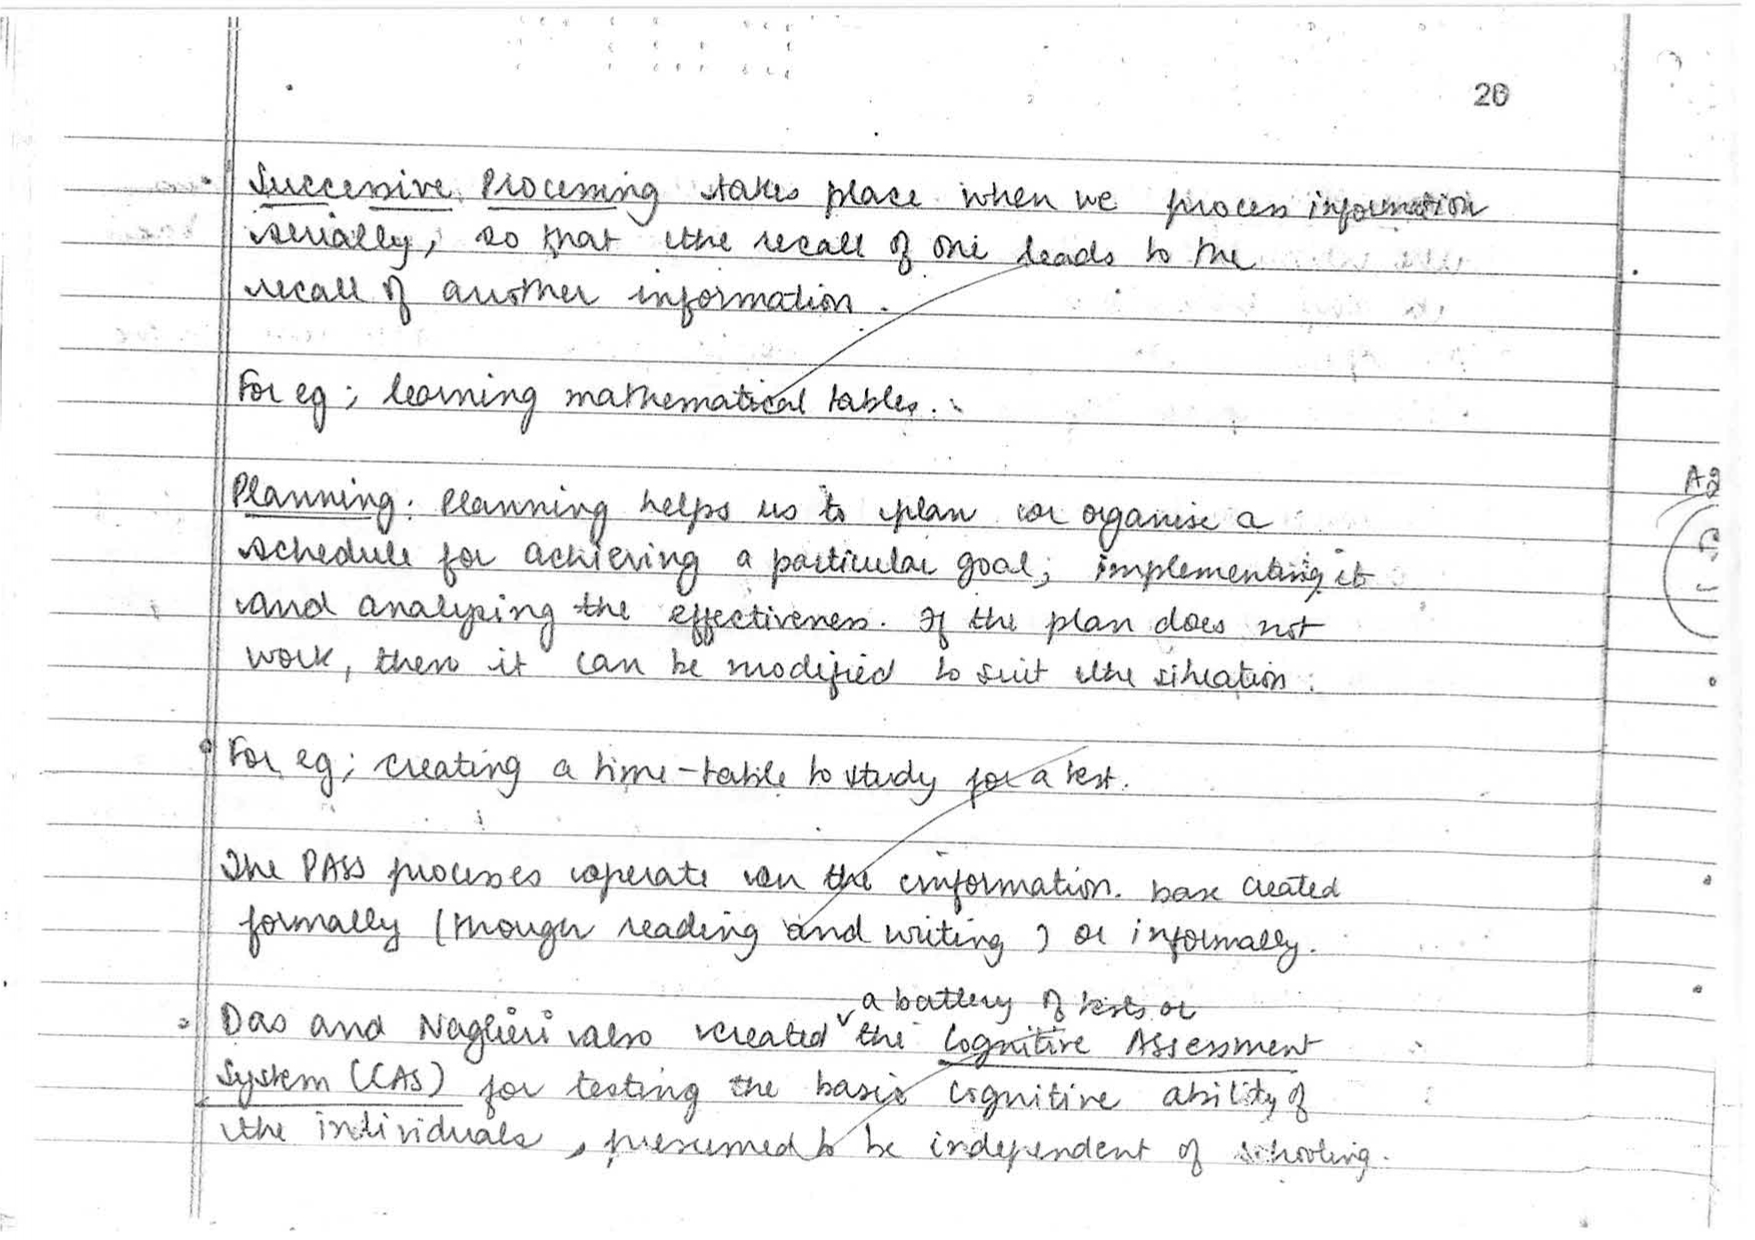 20
Successive Processing takes place when we process information
serially, so that the recall of one leads to the
recall of another information.
For eg; learning mathematical tables.
Planning: Planning helps us to plan or organise a
schedule for achieving a particular goal; implementing it
and analysing the effectiveness. If the plan does not
work, then it can be modified to suit the situation.
For eg; creating a time-table to study for a test.
The PASS processes operate on the information base created
formally (though reading and writing) or informally.
a battery of tests or
Das and Naglieri also created the Cognitive Assessment
System (CAS) for testing the basic cognitive ability of
the individuals, presumed to be independent of schooling.